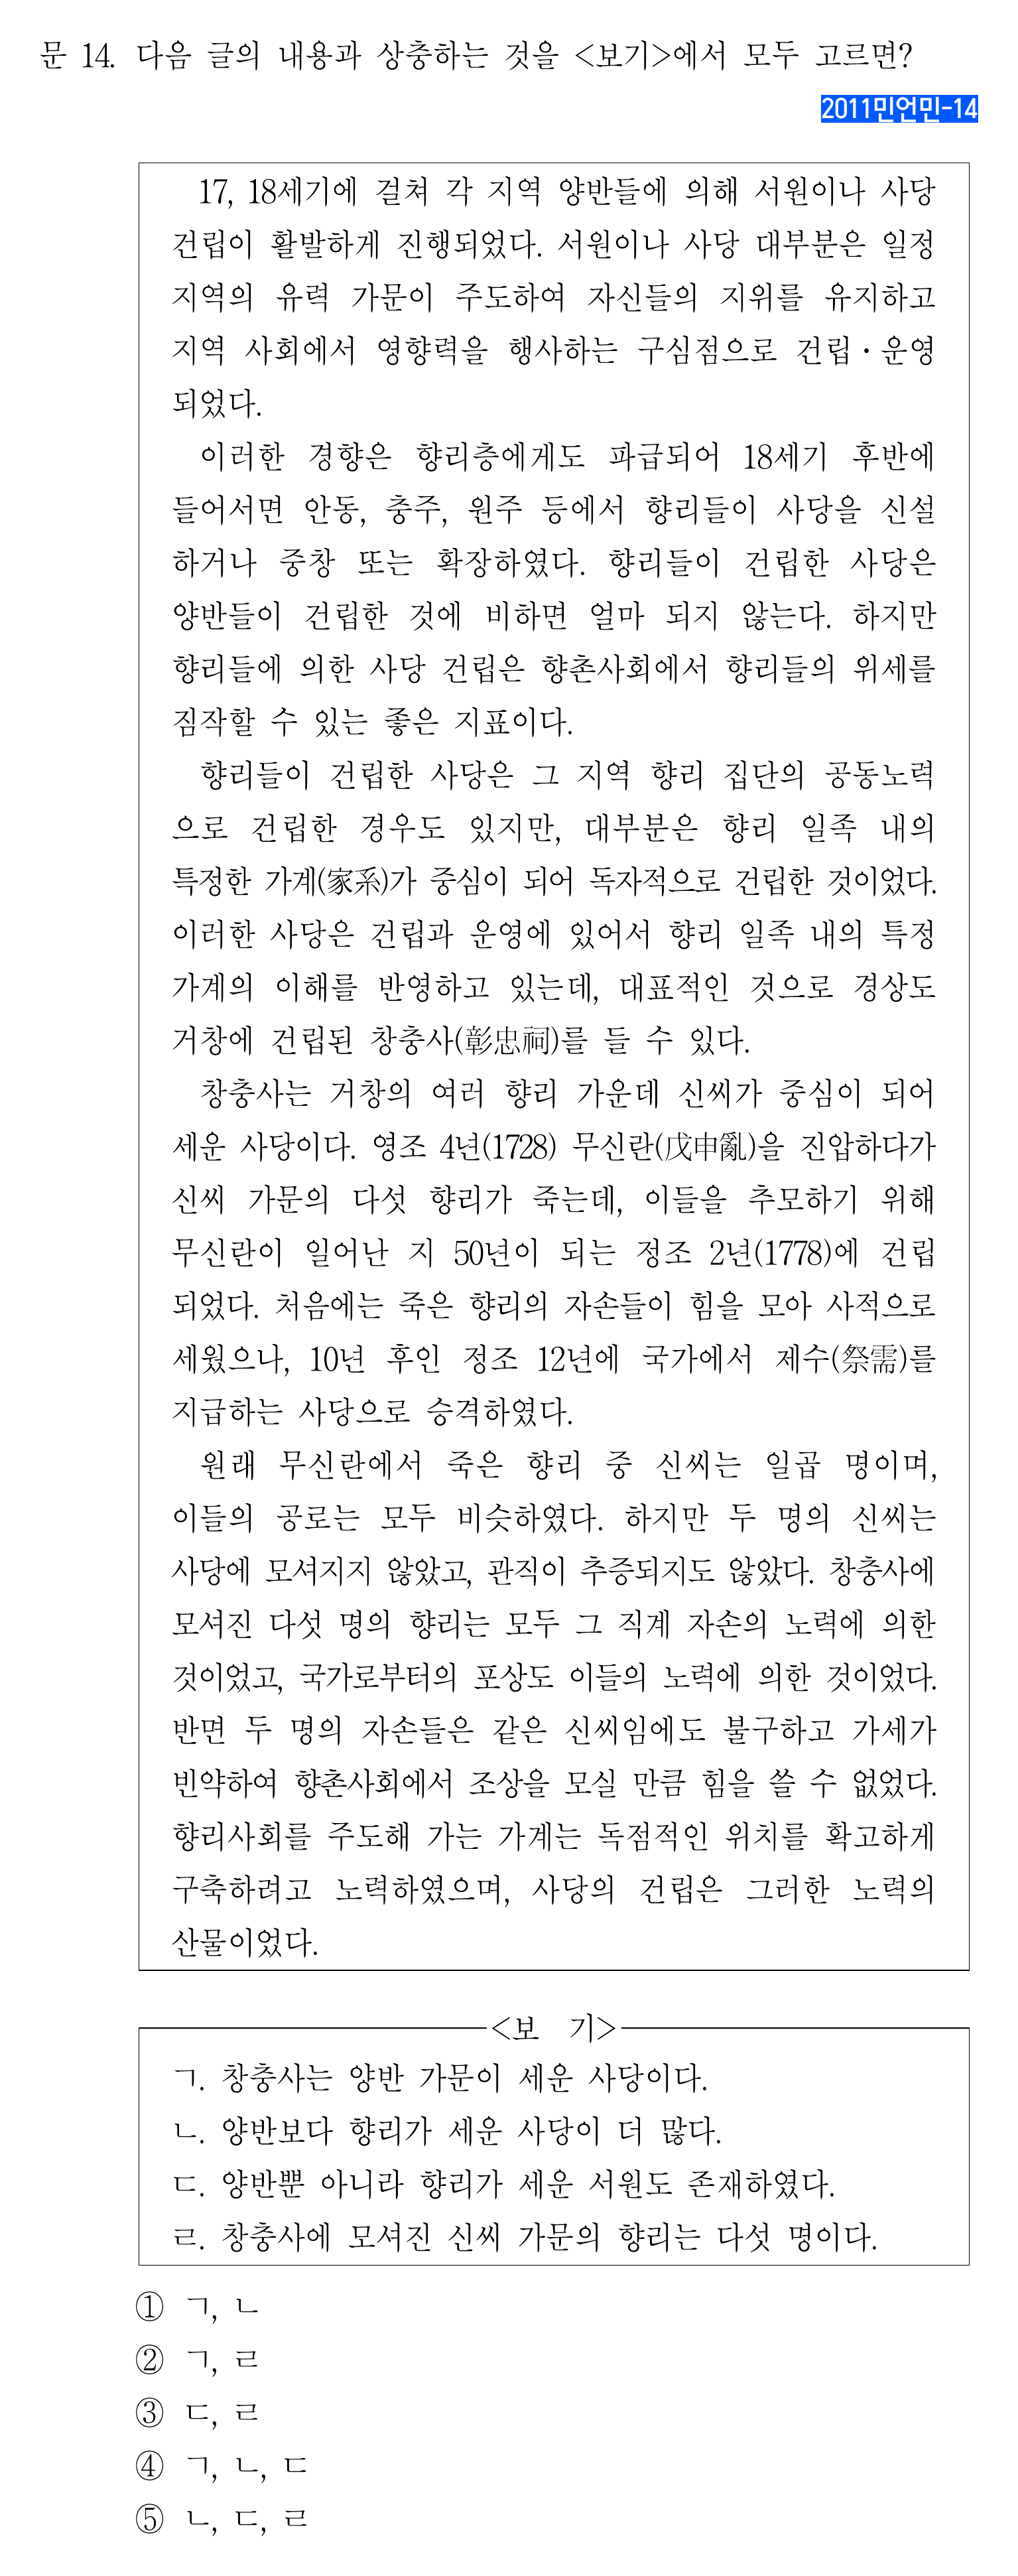 문 14. 다음 글의 내용과 상충하는 것을 <보기>에서 모두 고르면?
2011민언민-14
17, 18세기에 걸쳐 각 지역 양반들에 의해 서원이나 사당
건립이 활발하게 진행되었다. 서원이나 사당 대부분은 일정
지역의 유력 가문이 주도하여 자신들의 지위를 유지하고
지역 사회에서 영향력을 행사하는 구심점으로 건립·운영
되었다.
이러한 경향은 향리층에게도 파급되어 18세기 후반에
들어서면 안동, 충주, 원주 등에서 향리들이 사당을 신설
하거나 중창 또는 확장하였다. 향리들이 건립한 사당은
양반들이 건립한 것에 비하면 얼마 되지 않는다. 하지만
향리들에 의한 사당 건립은 향촌사회에서 향리들의 위세를
짐작할 수 있는 좋은 지표이다.
향리들이 건립한 사당은 그 지역 향리 집단의 공동노력
으로 건립한 경우도 있지만, 대부분은 향리 일족 내의
특정한 가계(家系)가 중심이 되어 독자적으로 건립한 것이었다.
이러한 사당은 건립과 운영에 있어서 향리 일족 내의 특정
가계의 이해를 반영하고 있는데, 대표적인 것으로 경상도
거창에 건립된 창충사(彰忠祠)를 들 수 있다.
창충사는 거창의 여러 향리 가운데 신씨가 중심이 되어
세운 사당이다. 영조 4년(1728) 무신란(戊申亂)을 진압하다가
신씨 가문의 다섯 향리가 죽는데, 이들을 추모하기 위해
무신란이 일어난 지 50년이 되는 정조 2년(1778)에 건립
되었다. 처음에는 죽은 향리의 자손들이 힘을 모아 사적으로
세웠으나, 10년 후인 정조 12년에 국가에서 제수(祭需)를
지급하는 사당으로 승격하였다.
원래 무신란에서 죽은 향리 중 신씨는 일곱 명이며,
이들의 공로는 모두 비슷하였다. 하지만 두 명의 신씨는
사당에 모셔지지 않았고, 관직이 추증되지도 않았다. 창충사에
모셔진 다섯 명의 향리는 모두 그 직계 자손의 노력에 의한
것이었고, 국가로부터의 포상도 이들의 노력에 의한 것이었다.
반면 두 명의 자손들은 같은 신씨임에도 불구하고 가세가
빈약하여 향촌사회에서 조상을 모실 만큼 힘을 쓸 수 없었다.
향리사회를 주도해 가는 가계는 독점적인 위치를 확고하게
구축하려고 노력하였으며, 사당의 건립은 그러한 노력의
산물이었다.
<보 기>
ㄱ. 창충사는 양반 가문이 세운 사당이다.
ㄴ. 양반보다 향리가 세운 사당이 더 많다.
ㄷ. 양반뿐 아니라 향리가 세운 서원도 존재하였다.
ㄹ. 창충사에 모셔진 신씨 가문의 향리는 다섯 명이다.
① ㄱ, ㄴ
② ㄱ, ㄹ
③ ㄷ, ㄹ
④ ㄱ, ㄴ, ㄷ
⑤ ㄴ, ㄷ, ㄹ